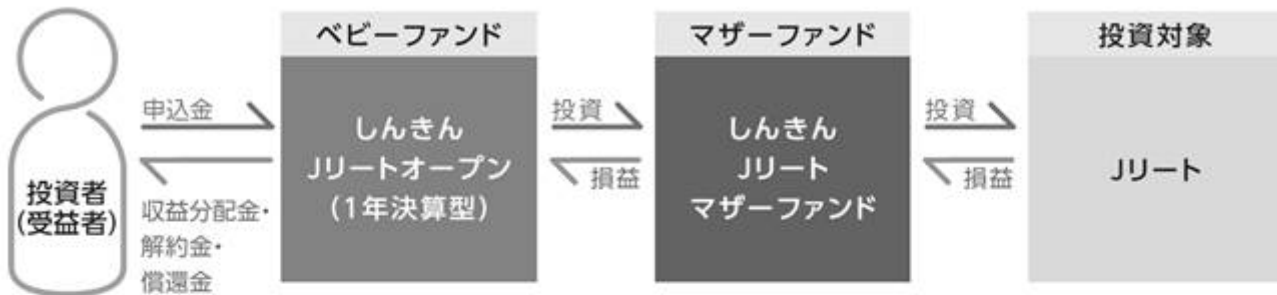 ベビーファンド
マザーファンド
投資対象
投資者
(受益者)
申込金
収益分配金・
解約金・
償還金
しんきん
Jリートオープン
(1年決算型)
投資
損益
しんきん
Jリート
マザーファンド
投資
損益
Jリート